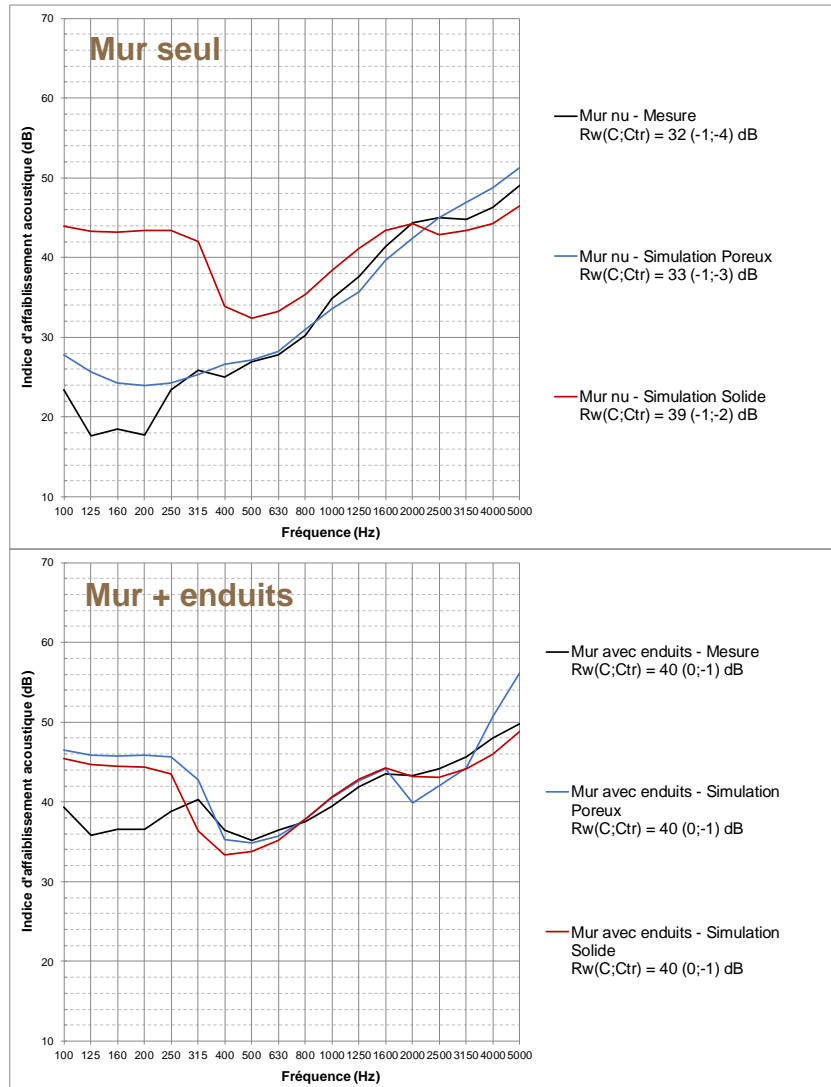 Mur seul
Indice d'affaiblissement acoustique (dB)
70
60
50
40
30
20
10
100 125 160 200 250 315 400 500 630 800 1000 1250 1600 2000 2500 3150 4000 5000
Fréquence (Hz)
Mur nu - Mesure
Rw(C;Ctr) = 32 (-1;-4) dB
Mur nu - Simulation Poreux
Rw(C;Ctr) = 33 (-1;-3) dB
Mur nu - Simulation Solide
Rw(C;Ctr) = 39 (-1;-2) dB
Mur + enduits
Indice d'affaiblissement acoustique (dB)
70
60
50
40
30
20
10
100 125 160 200 250 315 400 500 630 800 1000 1250 1600 2000 2500 3150 4000 5000
Fréquence (Hz)
Mur avec enduits - Mesure
Rw(C;Ctr) = 40 (0;-1) dB
Mur avec enduits - Simulation
Poreux
Rw(C;Ctr) = 40 (0;-1) dB
Mur avec enduits - Simulation
Solide
Rw(C;Ctr) = 40 (0;-1) dB